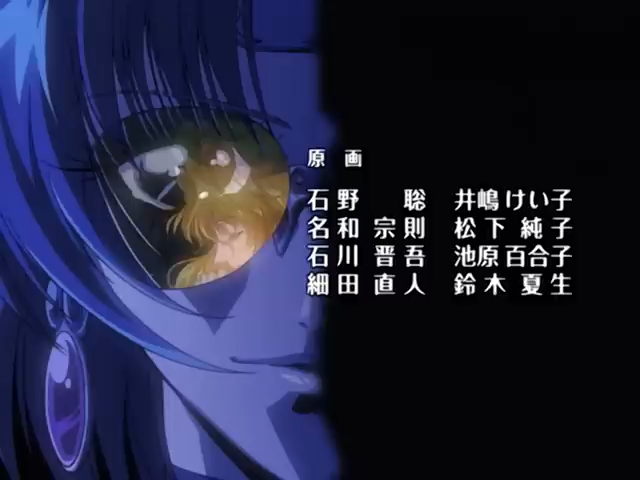 原画
石野 聡 井嶋けい子
名和宗則 松下純子
石川晋吾 池原百合子
細田直人 鈴木夏生